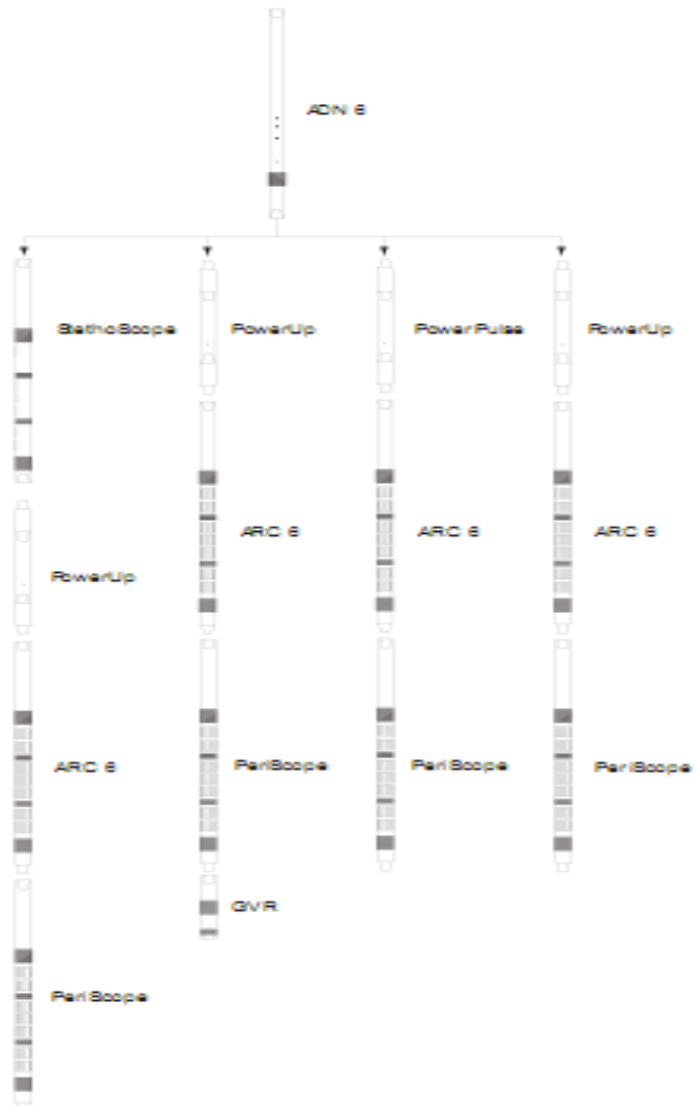 ADN 6
StethoScope
PowerUp
PowerPulse
PowerUp
ARC 6
ARC 6
ARC 6
PowerUp
ARC 6
PeriScope
PeriScope
PeriScope
GVR
PeriScope